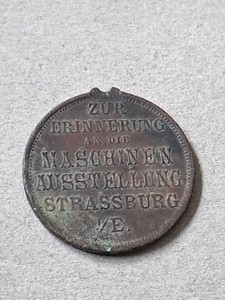 ZUR
ERINNERUNG
AN DIE
MASCHINEN
AUSSTELLUNG
STRASSBURG
I/E.